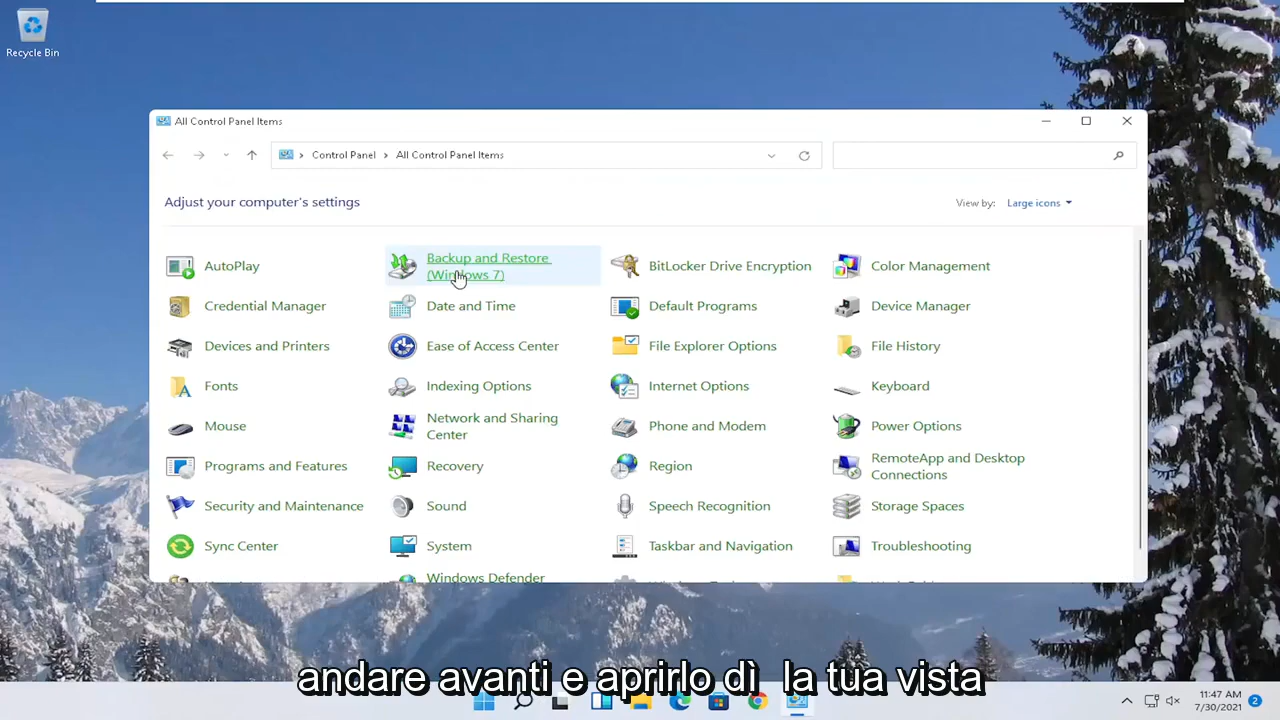 Recycle Bin
All Control Panel Items
Control Panel
All Control Panel Items
Adjust your computer's settings
View by: Large icons
AutoPlay
Backup and Restore
(Windows 7)
BitLocker Drive Encryption
Color Management
Credential Manager
Date and Time
Default Programs
Device Manager
Devices and Printers
Ease of Access Center
File Explorer Options
File History
Fonts
Indexing Options
Internet Options
Keyboard
Mouse
Network and Sharing
Center
Phone and Modem
Power Options
Programs and Features
Recovery
Region
RemoteApp and Desktop
Connections
Security and Maintenance
Sound
Speech Recognition
Storage Spaces
Sync Center
System
Taskbar and Navigation
Troubleshooting
Windows Defender
andare avanti e aprirlo dì la tua vista
11:47 AM
7/30/2021
2